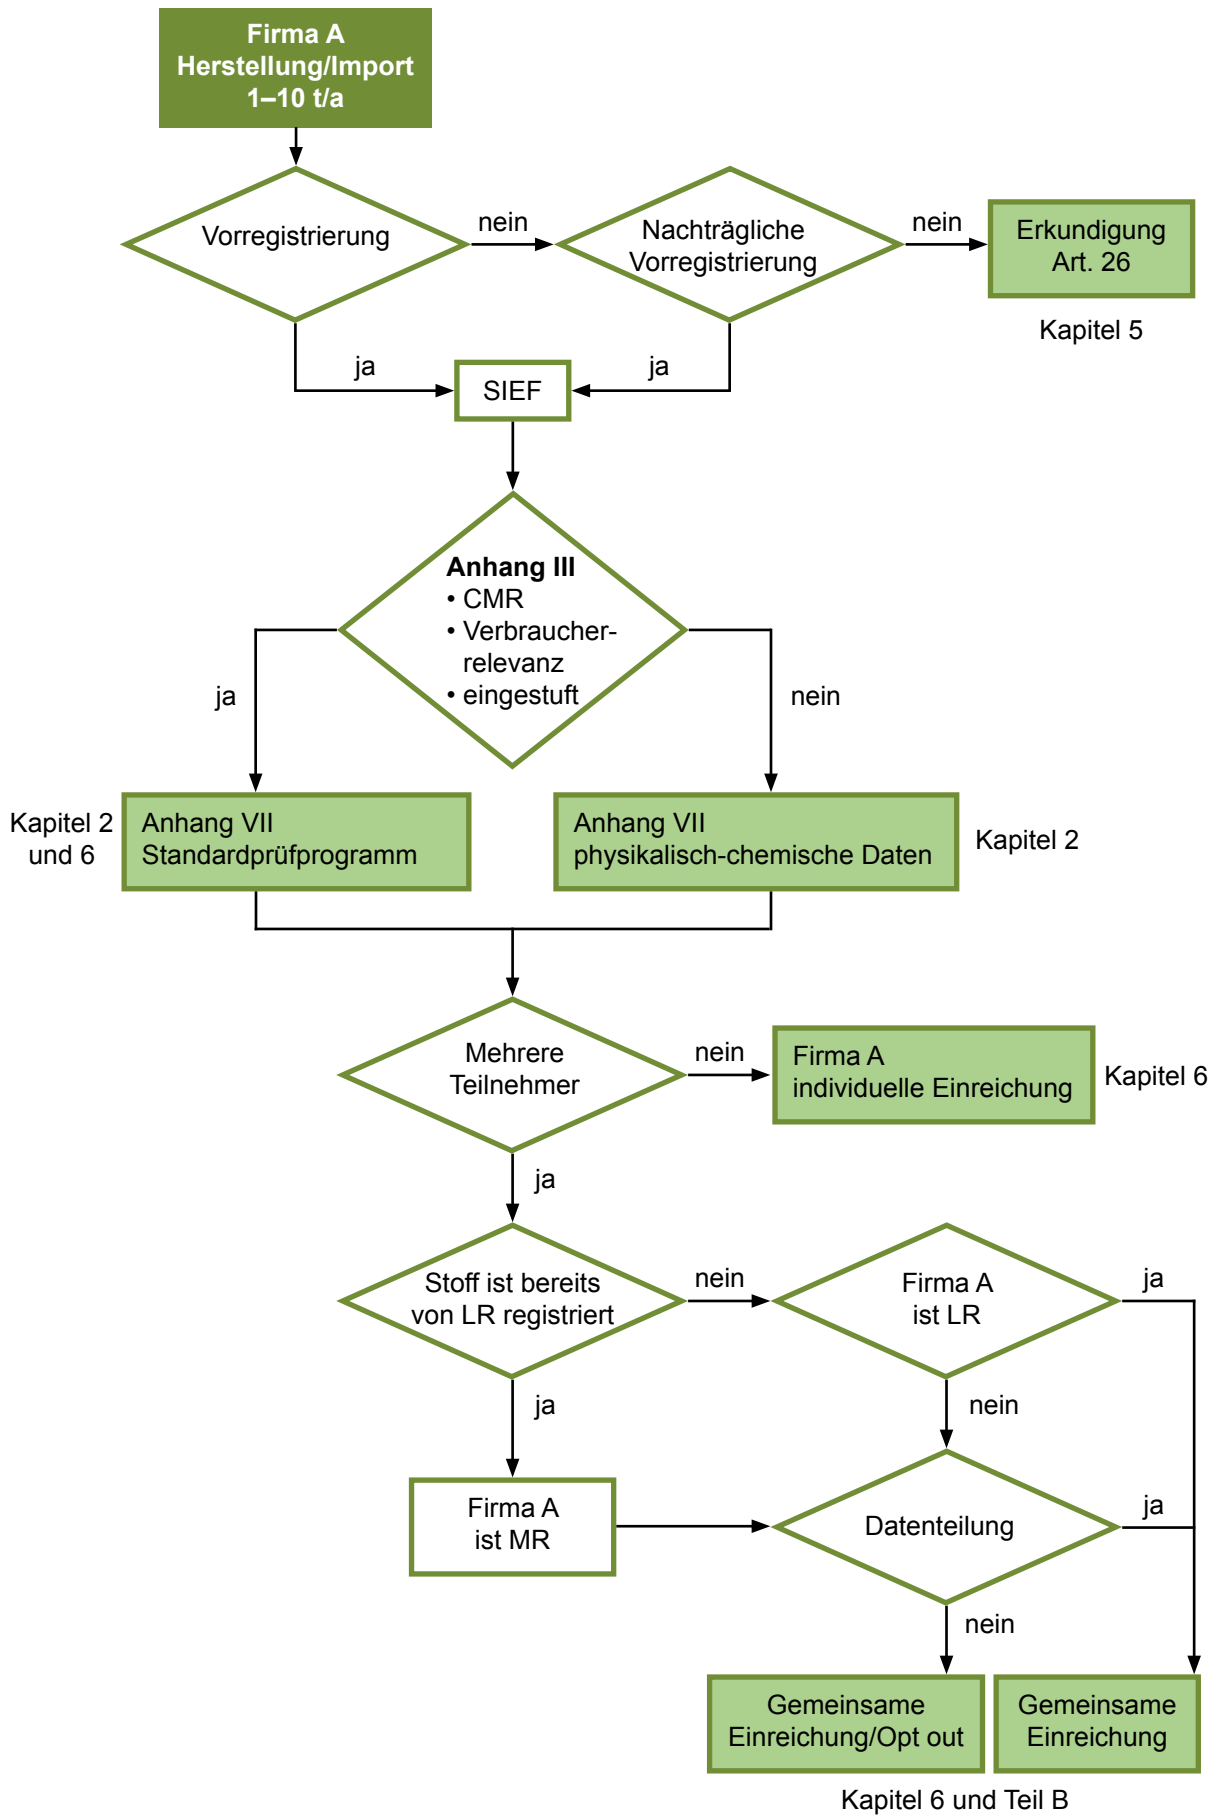 Firma A
Herstellung/Import
1–10 t/a
Vorregistrierung
nein
Nachträgliche
Vorregistrierung
nein
Erkundigung
Art. 26
Kapitel 5
ja
SIEF
ja
Anhang III
• CMR
• Verbraucher-
relevanz
• eingestuft
ja
nein
Kapitel 2
und 6
Anhang VII
Standardprüfprogramm
Anhang VII
physikalisch-chemische Daten
Kapitel 2
Mehrere
Teilnehmer
nein
Firma A
individuelle Einreichung
Kapitel 6
ja
Stoff ist bereits
von LR registriert
nein
Firma A
ist LR
ja
ja
nein
Firma A
ist MR
Datenteilung
ja
nein
Gemeinsame
Einreichung/Opt out
Gemeinsame
Einreichung
Kapitel 6 und Teil B